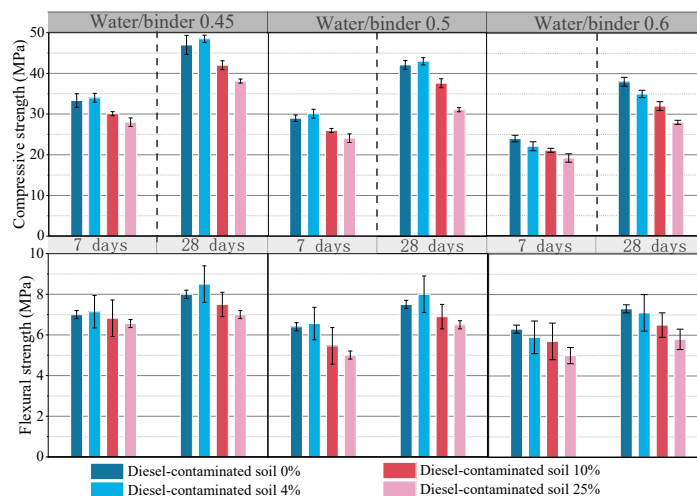 Water/binder 0.45 Water/binder 0.5 Water/binder 0.6
Compressive strength (MPa)
50
40
30
20
10
0
7 days 28 days 7 days 28 days 7 days 28 days
Flexural strength (MPa)
10
8
6
4
2
0
Diesel-contaminated soil 0% Diesel-contaminated soil 10%
Diesel-contaminated soil 4% Diesel-contaminated soil 25%